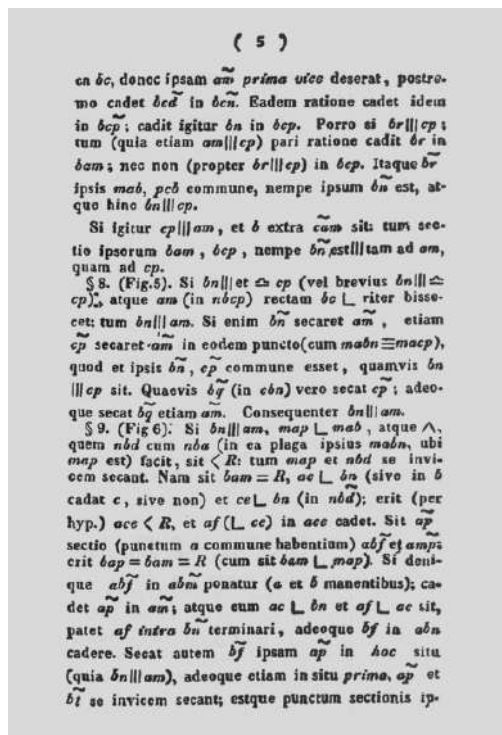 ( 5 )
ca bc, donec ipsam am͠ prima vice deserat, postre-
mo cadet bcd͠ in bcn͠. Eadem ratione cadet idem
in bcp͠; cadit igitur bn in bcp. Porro si br|||cp;
tum (quia etiam am|||cp) pari ratione cadit br in
bam; nec non (propter br|||cp) in bcp. Itaque br͠
ipsis mab, pcb commune, nempe ipsum bn͠ est, at-
que hinc bn|||cp.
Si igitur cp|||am, et b extra cam͠ sit: tum sec-
tio ipsorum bam, bcp, nempe bn͠ est ||| tam ad am,
quam ad cp.
§ 8. (Fig.5). Si bn||| et ≏ cp (vel brevius bn|||≏
cp), atque am (in nbcp) rectam bc ⊥ riter bisse-
cet; tum bn|||am. Si enim bn͠ secaret am͠, etiam
cp͠ secaret am͠ in eodem puncto (cum mabn≡macp),
quod et ipsis bn͠, cp͠ commune esset, quamvis bn
|||cp sit. Quaevis bq͠ (in cbn) vero secat cp͠; adeo-
que secat bq͠ etiam am͠. Consequenter bn|||am.
§ 9. (Fig 6). Si bn|||am, map ⊥ mab, atque ∧,
quem nbd cum nba (in ea plaga ipsius mabn, ubi
map est) facit, sit < R: tum map et nbd se invi-
cem secant. Nam sit bam = R, ac ⊥ bn (sive in b
cadat c, sive non) et ce ⊥ bn (in nbd͠); erit (per
hyp.) ace < R, et af (⊥ ce) in ace cadet. Sit ap͠
sectio (punctum a commune habentium) abf͠ et amp͠;
erit bap = bam = R (cum sit bam ⊥ map). Si deni-
que abf͠ in abm͠ ponatur (a et b manentibus); ca-
det ap͠ in am͠; atque cum ac ⊥ bn et af ⊥ ac sit,
patet af intra bn͠ terminari, adeoque bf in abn
cadere. Secat autem bf͠ ipsam ap͠ in hoc situ
(quia bn|||am), adeoque etiam in situ primo, ap͠ et
bf͠ se invicem secant; estque punctum sectionis ip-